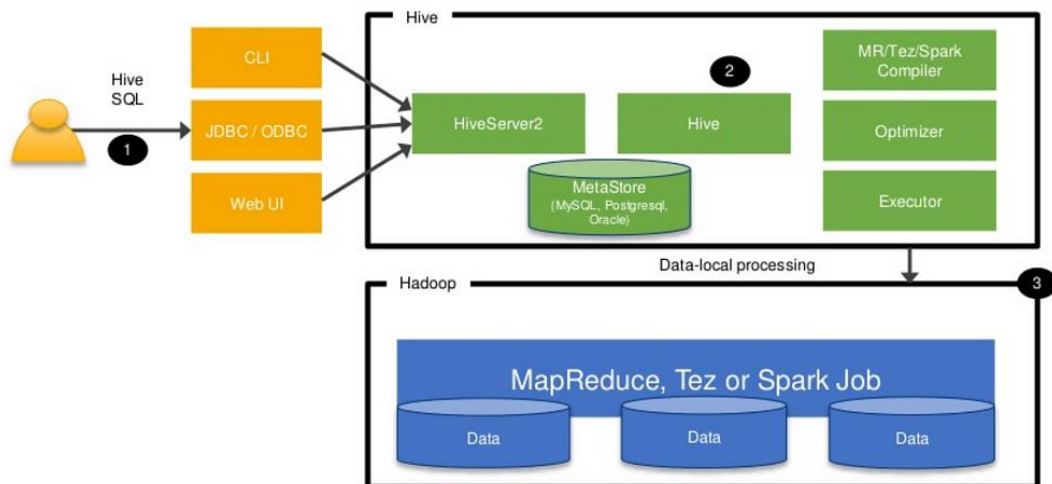 Hive
CLI
MR/Tez/Spark
Compiler
2
Hive
SQL
HiveServer2
Hive
JDBC / ODBC
Optimizer
1
MetaStore
(MySQL, Postgresql,
Oracle)
Web UI
Executor
Data-local processing
Hadoop
3
MapReduce, Tez or Spark Job
Data
Data
Data